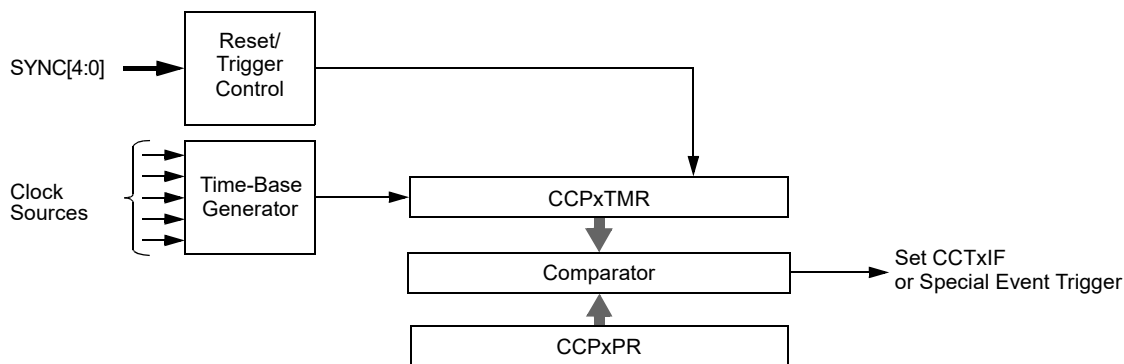 Reset/
Trigger
Control
SYNC[4:0]
Clock
Sources
Time-Base
Generator
CCPxTMR
Comparator
Set CCTxIF
or Special Event Trigger
CCPxPR